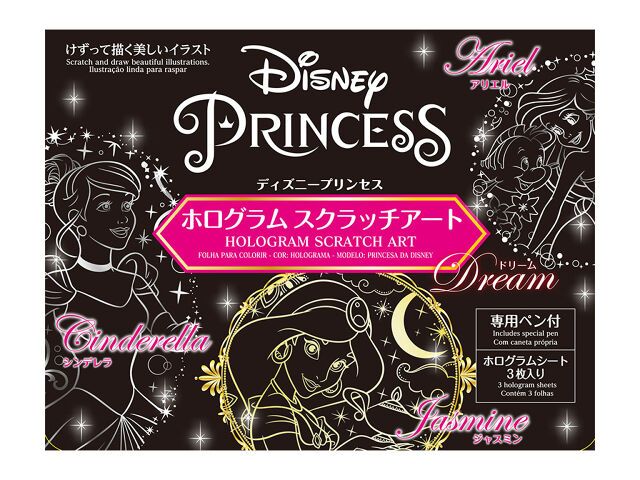 けずって描く美しいイラスト
Scratch and draw beautiful illustrations.
Ilustração linda para raspar
Disney
PRINCESS
ディズニープリンセス
Ariel
アリエル
ホログラム スクラッチアート
HOLOGRAM SCRATCH ART
FOLHA PARA COLORIR - COR: HOLOGRAMA - MODELO: PRINCESA DA DISNEY
ドリーム
Dream
Cinderella
シンデレラ
専用ペン付
Includes special pen
Com caneta própria
ホログラムシート
3枚入り
3 hologram sheets
Contém 3 folhas
Jasmine
ジャスミン